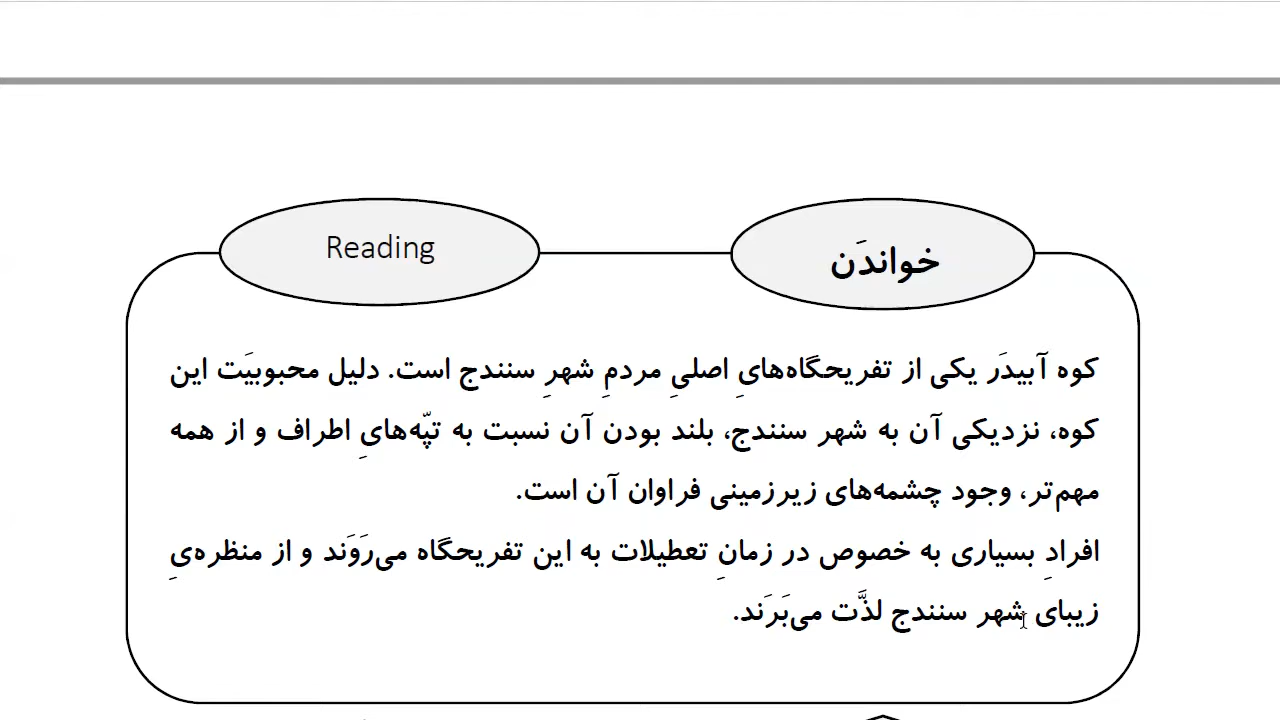 خواندَن
Reading
کوه آبیدَر یکی از تفریحگاه‌هایِ اصلیِ مردمِ شهرِ سنندج است. دلیل محبوبیَت این
کوه، نزدیکی آن به شهر سنندج، بلند بودن آن نسبت به تپّه‌هایِ اطراف و از همه
مهم‌تر، وجود چشمه‌های زیرزمینی فراوان آن است.
افرادِ بسیاری به خصوص در زمانِ تعطیلات به این تفریحگاه می‌رَوَند و از منظره‌یِ
زیبای شهر سنندج لذَّت می‌بَرَند.